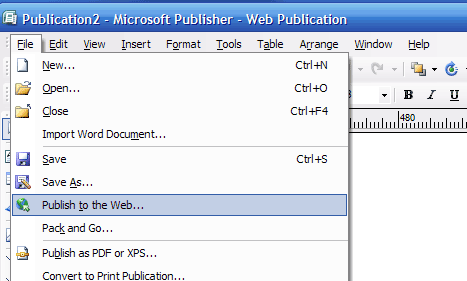 Publication2 - Microsoft Publisher - Web Publication
File Edit View Insert Format Tools Table Arrange Window Help
New... Ctrl+N
Open... Ctrl+O
Close Ctrl+F4
Import Word Document...
Save Ctrl+S
Save As...
Publish to the Web...
Pack and Go...
Publish as PDF or XPS...
Convert to Print Publication...
B I U
480